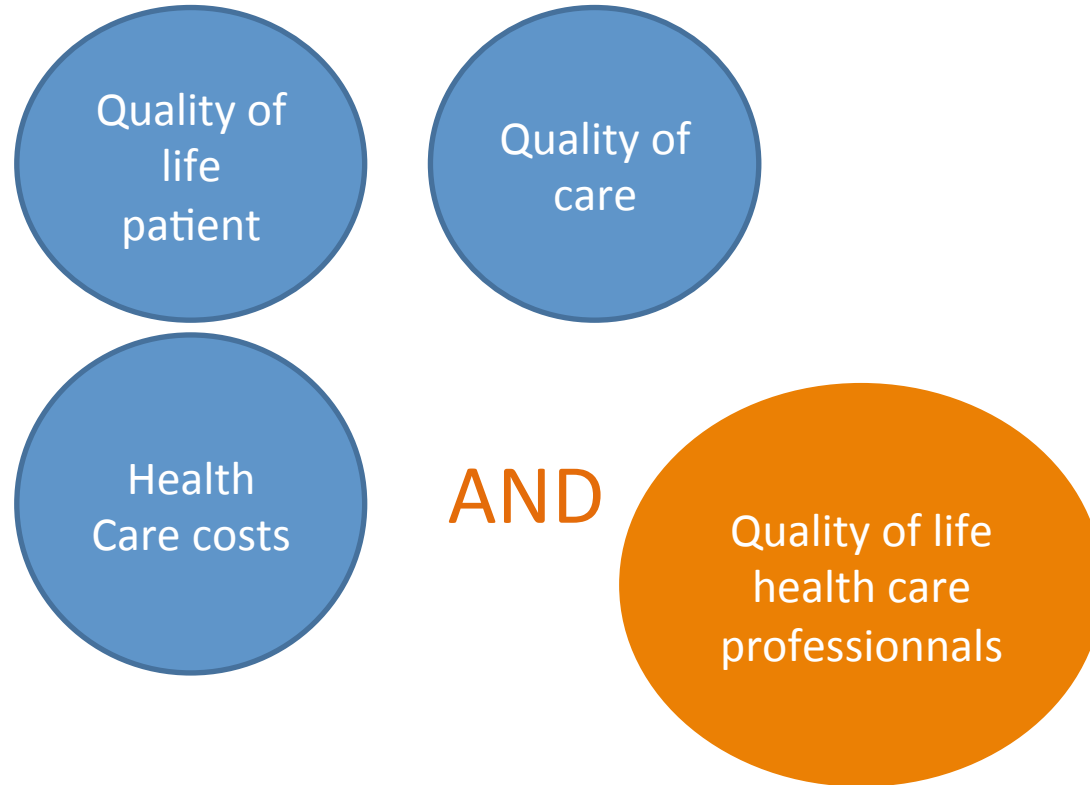 Quality of
life
patient
Quality of
care
Health
Care costs
AND
Quality of life
health care
professionnals